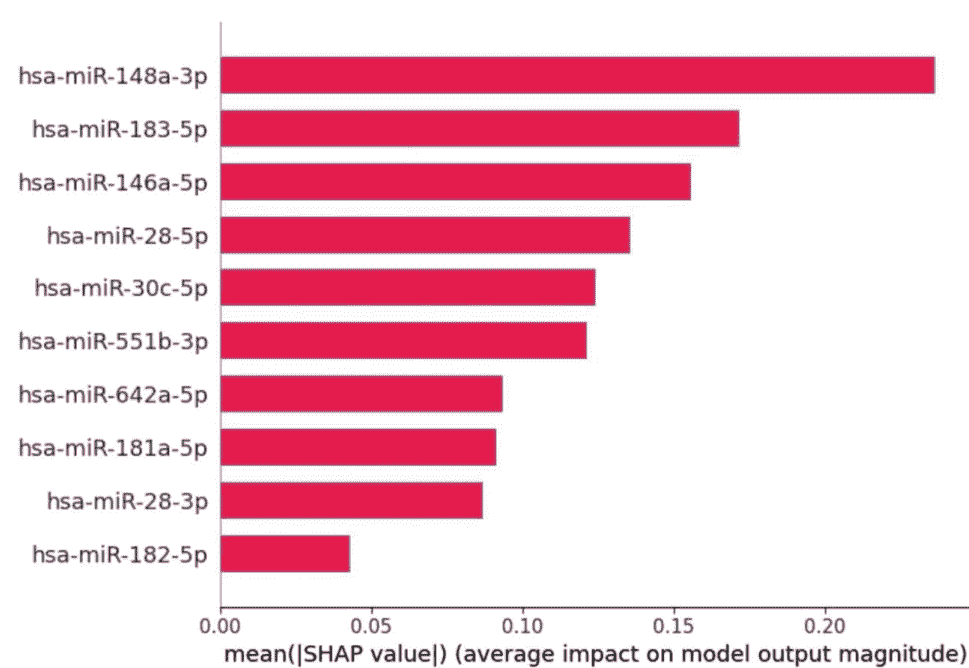 hsa-miR-148a-3p
hsa-miR-183-5p
hsa-miR-146a-5p
hsa-miR-28-5p
hsa-miR-30c-5p
hsa-miR-551b-3p
hsa-miR-642a-5p
hsa-miR-181a-5p
hsa-miR-28-3p
hsa-miR-182-5p
0.00 0.05 0.10 0.15 0.20
mean(|SHAP value|) (average impact on model output magnitude)